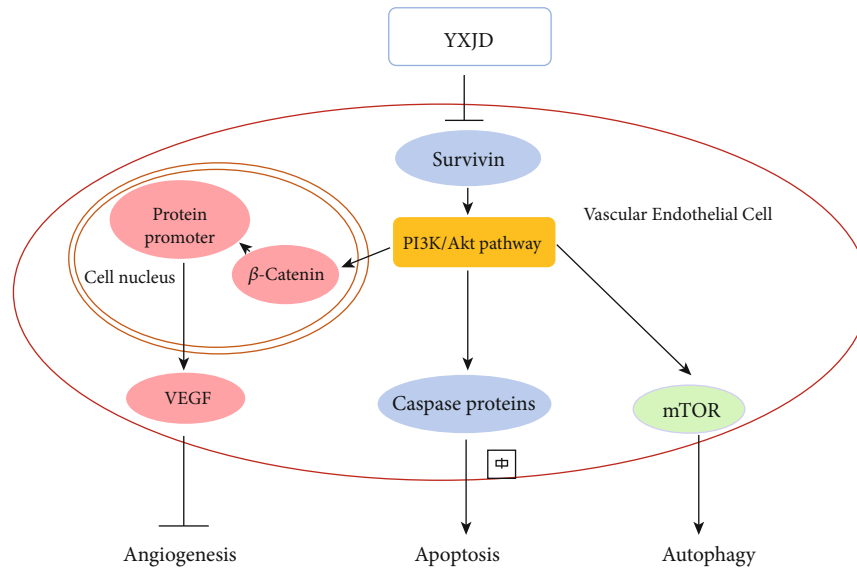 YXJD
Survivin
Vascular Endothelial Cell
Protein
promoter
PI3K/Akt pathway
Cell nucleus
β-Catenin
VEGF
Caspase proteins
mTOR
中
Angiogenesis
Apoptosis
Autophagy